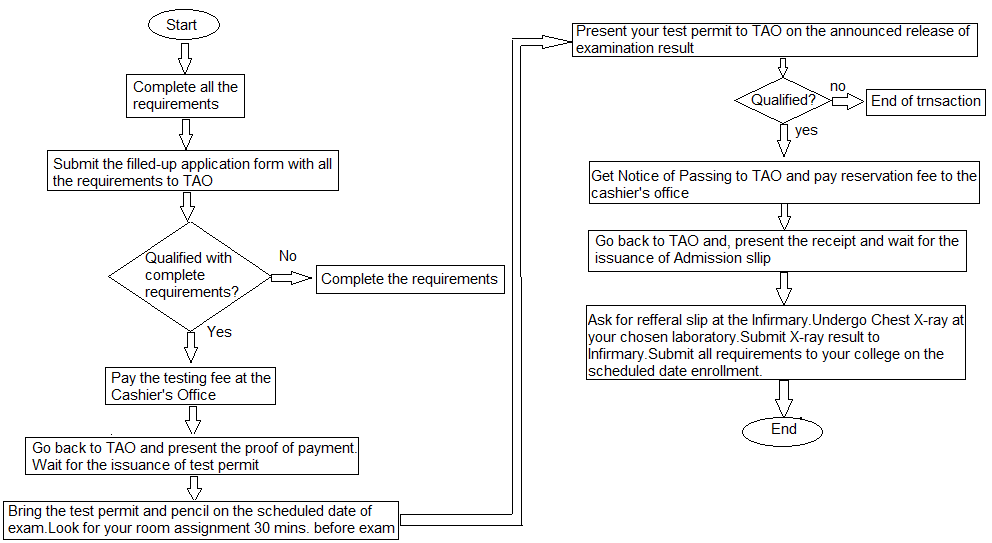 Start
Complete all the
requirements
Submit the filled-up application form with all
the requirements to TAO
Qualified with
complete
requirements?
No
Complete the requirements
Yes
Pay the testing fee at the
Cashier's Office
Go back to TAO and present the proof of payment.
Wait for the issuance of test permit
Bring the test permit and pencil on the scheduled date of
exam.Look for your room assignment 30 mins. before exam
Present your test permit to TAO on the announced release of
examination result
Qualified?
no
End of trnsaction
yes
Get Notice of Passing to TAO and pay reservation fee to the
cashier's office
Go back to TAO and, present the receipt and wait for the
issuance of Admission sllip
Ask for refferal slip at the Infirmary.Undergo Chest X-ray at
your chosen laboratory.Submit X-ray result to
Infirmary.Submit all requirements to your college on the
scheduled date enrollment.
End